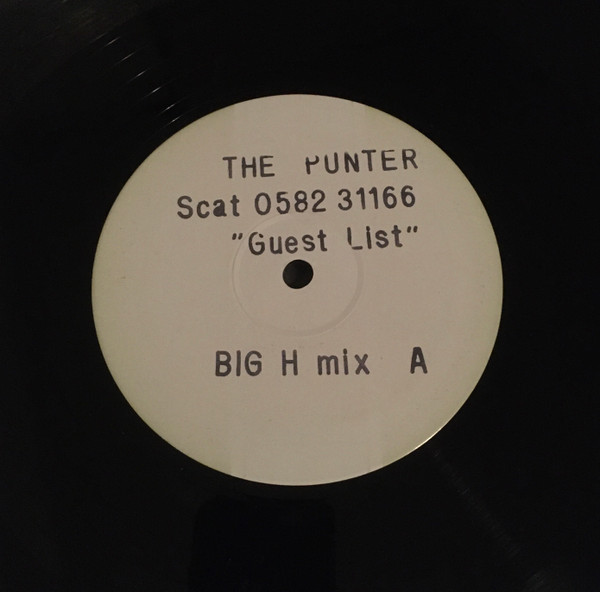 THE PUNTER
Scat 0582 31166
"Guest List"
BIG H mix A